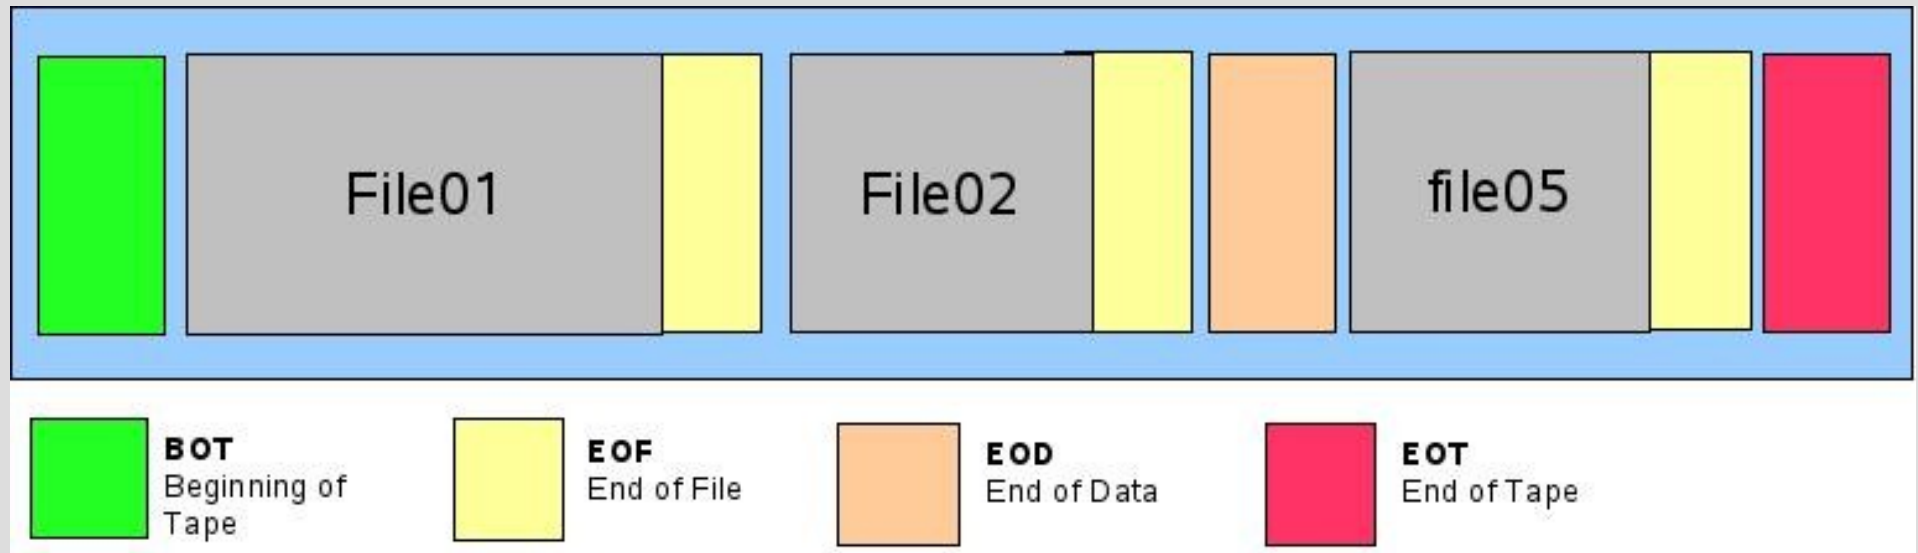 File01
File02
file05
BOT
Beginning of
Tape
EOF
End of File
EOD
End of Data
EOT
End of Tape